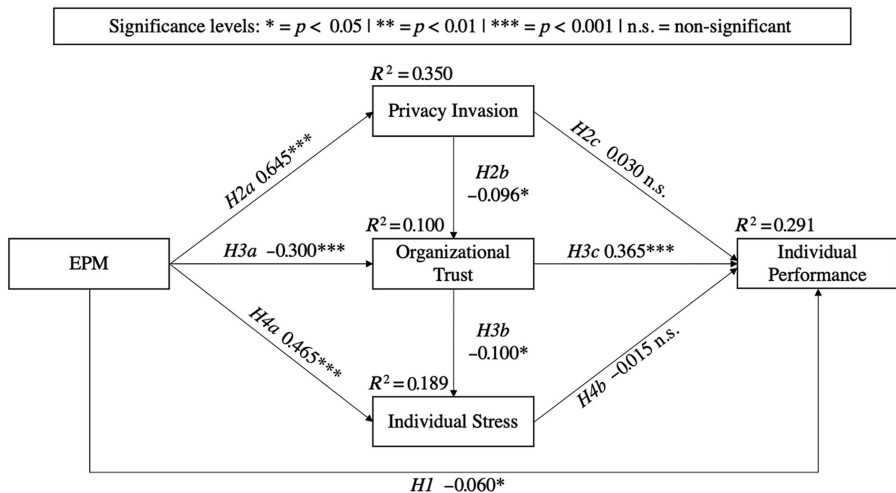 Significance levels: * = p < 0.05 | ** = p < 0.01 | *** = p < 0.001 | n.s. = non-significant
R² = 0.350
Privacy Invasion
H2a 0.645***
H2c 0.030 n.s.
H2b
−0.096*
R² = 0.100
R² = 0.291
EPM
H3a −0.300***
Organizational
Trust
H3c 0.365***
Individual
Performance
H4a 0.465***
H3b
−0.100*
H4b −0.015 n.s.
R² = 0.189
Individual Stress
H1 −0.060*